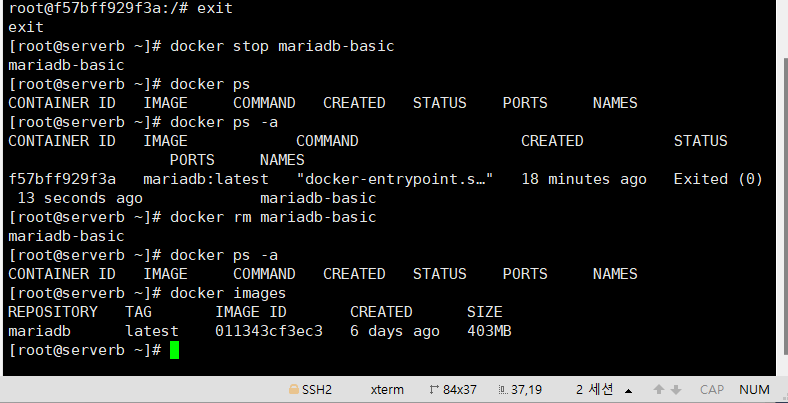 root@f57bff929f3a:/# exit
exit
[root@serverb ~]# docker stop mariadb-basic
mariadb-basic
[root@serverb ~]# docker ps
CONTAINER ID   IMAGE     COMMAND   CREATED   STATUS    PORTS     NAMES
[root@serverb ~]# docker ps -a
CONTAINER ID   IMAGE            COMMAND                  CREATED          STATUS
                  PORTS     NAMES
f57bff929f3a   mariadb:latest   "docker-entrypoint.s…"   18 minutes ago   Exited (0)
 13 seconds ago             mariadb-basic
[root@serverb ~]# docker rm mariadb-basic
mariadb-basic
[root@serverb ~]# docker ps -a
CONTAINER ID   IMAGE     COMMAND   CREATED   STATUS    PORTS     NAMES
[root@serverb ~]# docker images
REPOSITORY   TAG       IMAGE ID       CREATED      SIZE
mariadb      latest    011343cf3ec3   6 days ago   403MB
[root@serverb ~]#
SSH2 xterm 84x37 37,19 2 세션 CAP NUM